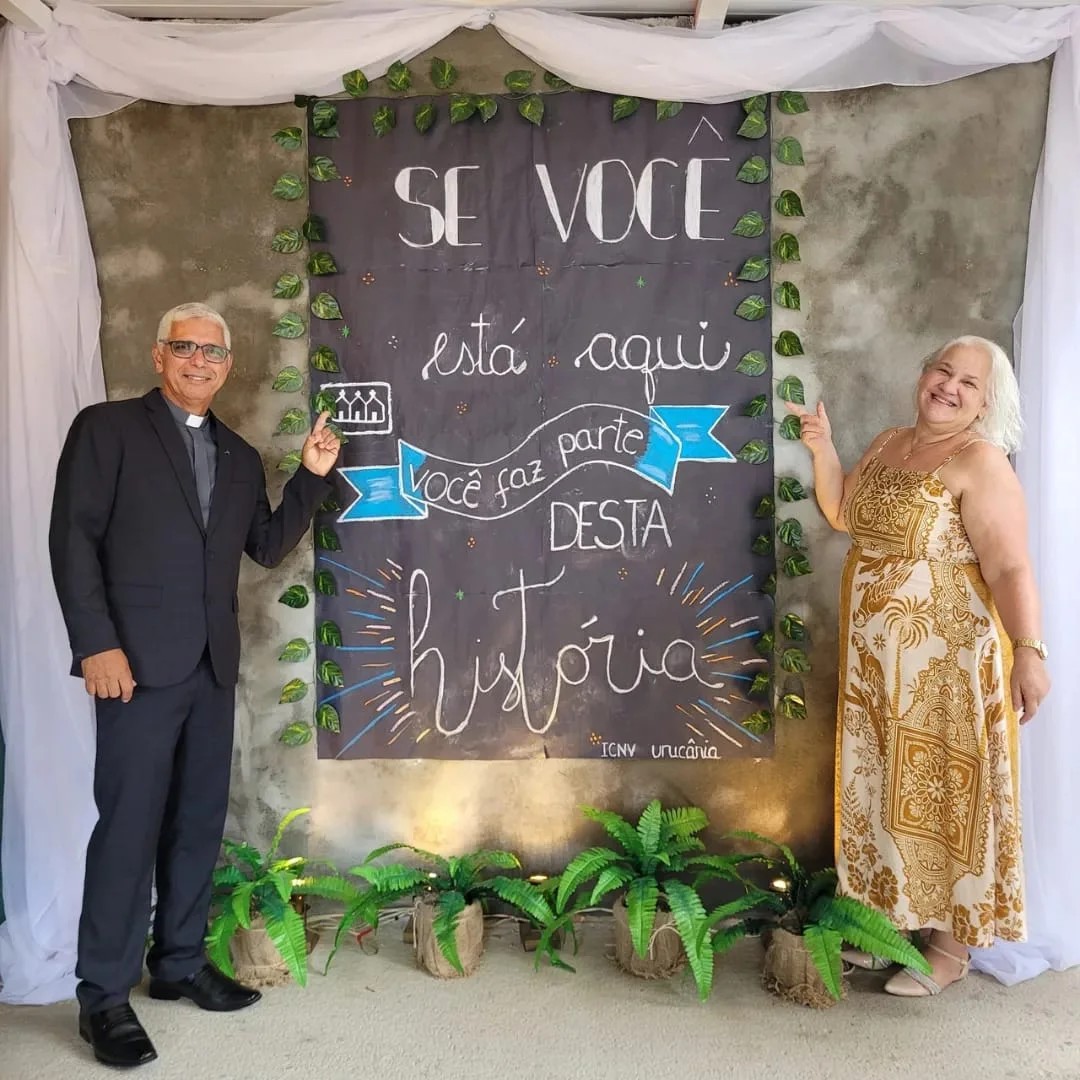 SE VOCÊ
está aqui
você faz parte
DESTA
história
ICNV Urucânia